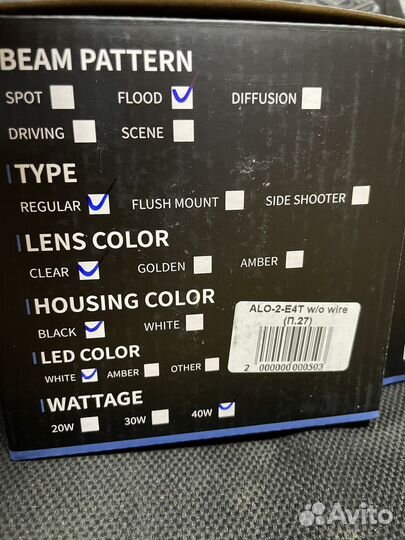 BEAM PATTERN
SPOT FLOOD DIFFUSION
DRIVING SCENE
TYPE
REGULAR FLUSH MOUNT SIDE SHOOTER
LENS COLOR
CLEAR GOLDEN AMBER
HOUSING COLOR
BLACK WHITE
LED COLOR
WHITE AMBER OTHER
WATTAGE
20W 30W 40W
ALO-2-E4T w/o wire
(П.27)
2 000000 000503
Avito